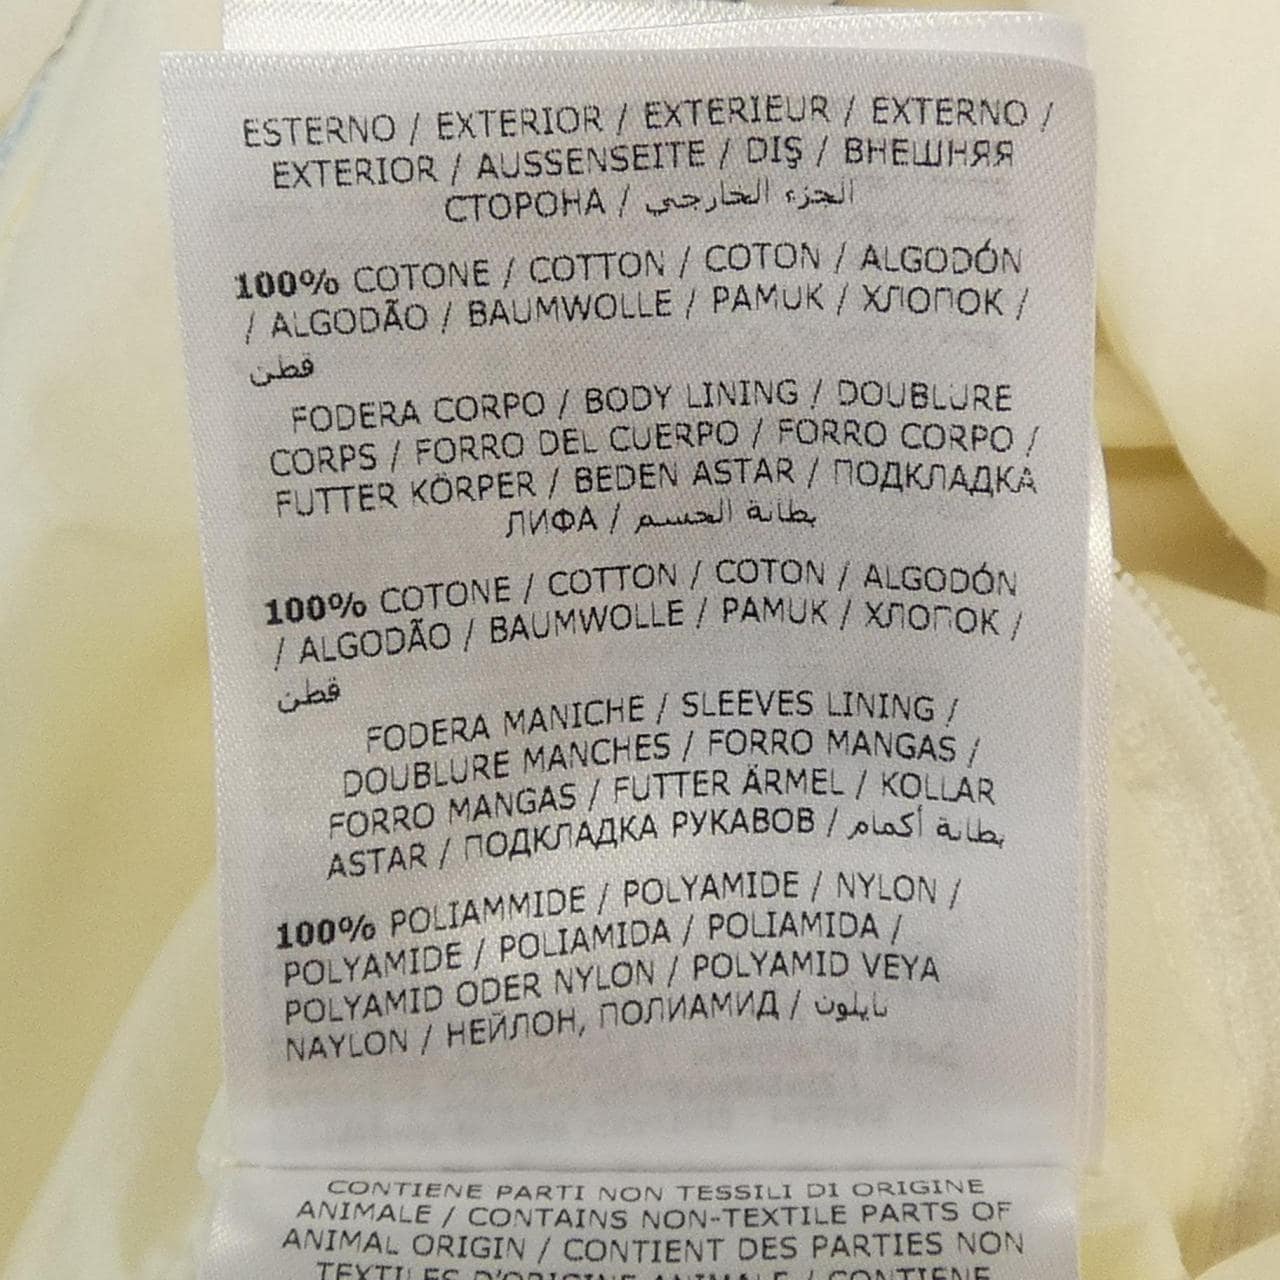 ESTERNO / EXTERIOR / EXTERIEUR / EXTERNO /
EXTERIOR / AUSSENSEITE / DIŞ / ВНЕШНЯЯ
СТОРОНА / الجزء الخارجي
100% COTONE / COTTON / COTON / ALGODÓN
/ ALGODÃO / BAUMWOLLE / PAMUK / ХЛОПОК /
قطن
FODERA CORPO / BODY LINING / DOUBLURE
CORPS / FORRO DEL CUERPO / FORRO CORPO /
FUTTER KÖRPER / BEDEN ASTAR / ПОДКЛАДКА
ЛИФА / بطانة الجسم
100% COTONE / COTTON / COTON / ALGODÓN
/ ALGODÃO / BAUMWOLLE / PAMUK / ХЛОПОК /
قطن
FODERA MANICHE / SLEEVES LINING /
DOUBLURE MANCHES / FORRO MANGAS /
FORRO MANGAS / FUTTER ÄRMEL / KOLLAR
ASTAR / ПОДКЛАДКА РУКАВОВ / بطانة أكمام
100% POLIAMMIDE / POLYAMIDE / NYLON /
POLYAMIDE / POLIAMIDA / POLIAMIDA /
POLYAMID ODER NYLON / POLYAMID VEYA
NAYLON / НЕЙЛОН, ПОЛИАМИД / نايلون
CONTIENE PARTI NON TESSILI DI ORIGINE
ANIMALE / CONTAINS NON-TEXTILE PARTS OF
ANIMAL ORIGIN / CONTIENT DES PARTIES NON
TEXTILES D'ORIGINE ANIMALE / CONTIENE